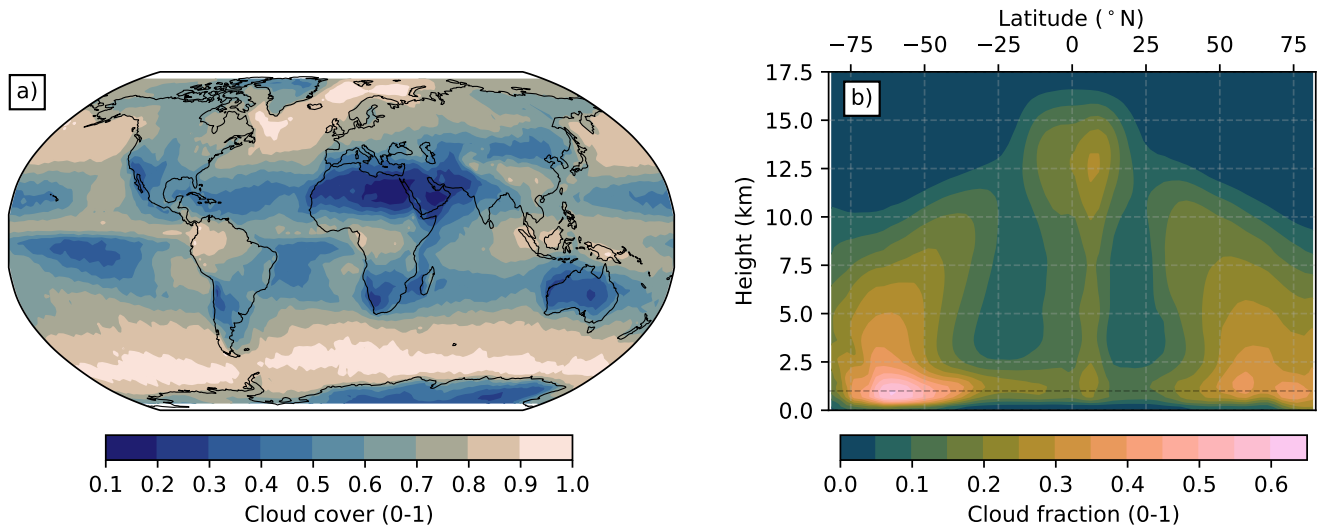 a)
0.1 0.2 0.3 0.4 0.5 0.6 0.7 0.8 0.9 1.0
Cloud cover (0-1)
Latitude (°N)
−75 −50 −25 0 25 50 75
b)
17.5
15.0
12.5
10.0
7.5
5.0
2.5
0.0
Height (km)
0.0 0.1 0.2 0.3 0.4 0.5 0.6
Cloud fraction (0-1)